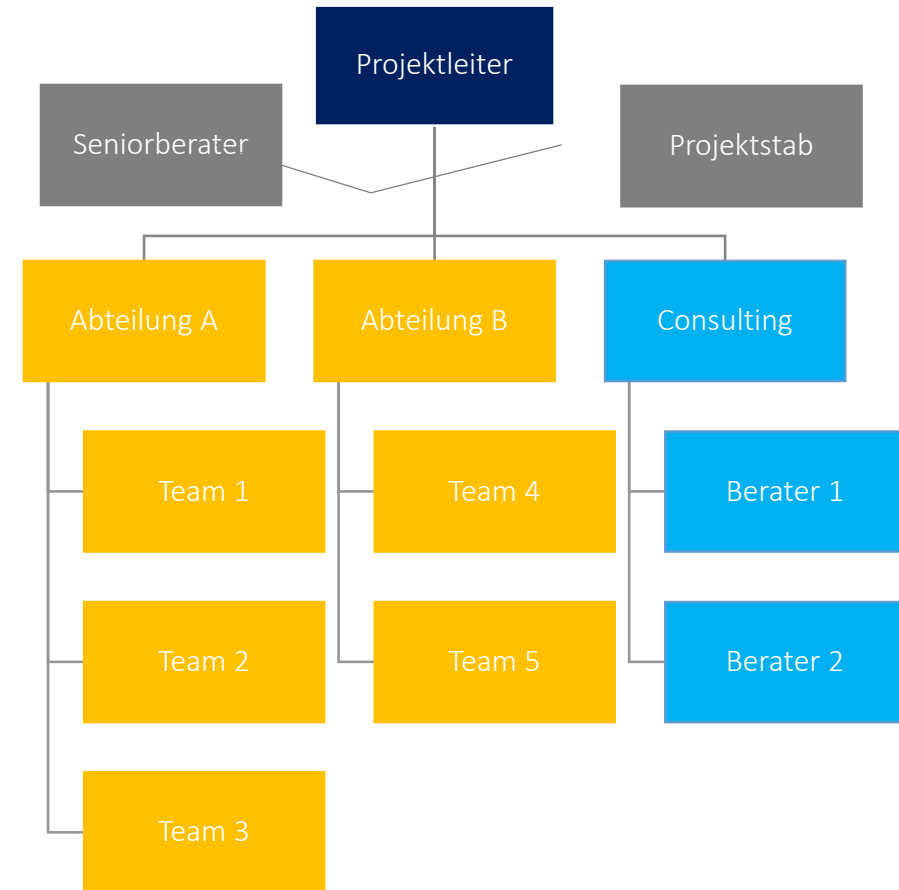 Projektleiter
Seniorberater
Projektstab
Abteilung A
Abteilung B
Consulting
Team 1
Team 4
Berater 1
Team 2
Team 5
Berater 2
Team 3